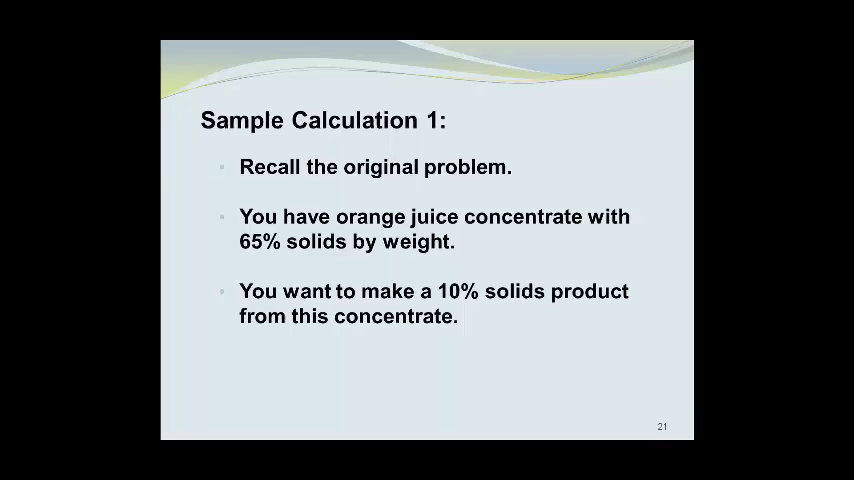 Sample Calculation 1:
Recall the original problem.
You have orange juice concentrate with
65% solids by weight.
You want to make a 10% solids product
from this concentrate.
21